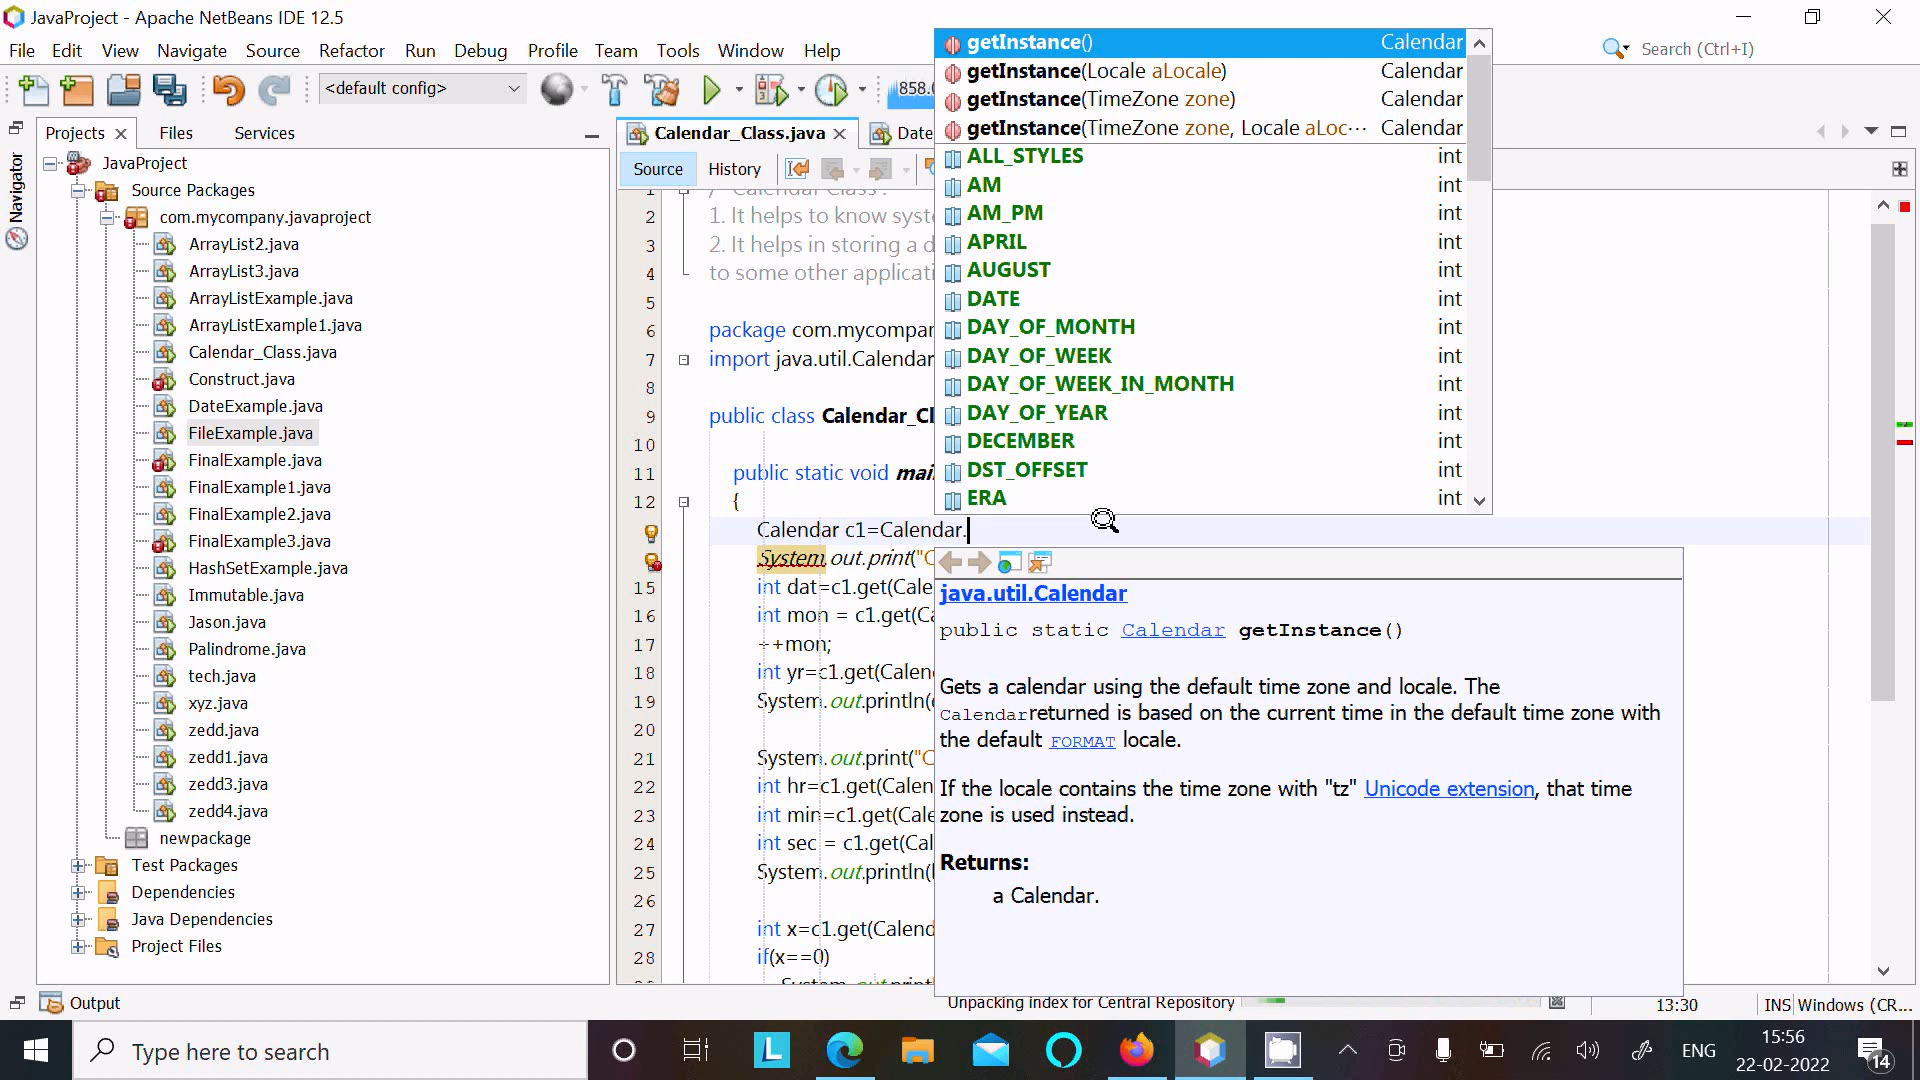 JavaProject - Apache NetBeans IDE 12.5
File Edit View Navigate Source Refactor Run Debug Profile Team Tools Window Help
Search (Ctrl+I)
<default config>
858.
Projects
Files
Services
Navigator
JavaProject
Source Packages
com.mycompany.javaproject
ArrayList2.java
ArrayList3.java
ArrayListExample.java
ArrayListExample1.java
Calendar_Class.java
Construct.java
DateExample.java
FileExample.java
FinalExample.java
FinalExample1.java
FinalExample2.java
FinalExample3.java
HashSetExample.java
Immutable.java
Jason.java
Palindrome.java
tech.java
xyz.java
zedd.java
zedd1.java
zedd3.java
zedd4.java
newpackage
Test Packages
Dependencies
Java Dependencies
Project Files
Calendar_Class.java
Date
Source
History
2 1. It helps to know syst
3 2. It helps in storing a d
4 to some other applicati
5
6 package com.mycompan
7 import java.util.Calendar
8
9 public class Calendar_Cl
10
11 public static void mai
12 {
Calendar c1=Calendar.
System.out.print("C
15 int dat=c1.get(Cale
16 int mon = c1.get(Ca
17 ++mon;
18 int yr=c1.get(Calen
19 System.out.println(
20
21 System.out.print("C
22 int hr=c1.get(Calen
23 int min=c1.get(Cale
24 int sec = c1.get(Cal
25 System.out.println(
26
27 int x=c1.get(Calend
28 if(x==0)
getInstance() Calendar
getInstance(Locale aLocale) Calendar
getInstance(TimeZone zone) Calendar
getInstance(TimeZone zone, Locale aLoc··· Calendar
ALL_STYLES int
AM int
AM_PM int
APRIL int
AUGUST int
DATE int
DAY_OF_MONTH int
DAY_OF_WEEK int
DAY_OF_WEEK_IN_MONTH int
DAY_OF_YEAR int
DECEMBER int
DST_OFFSET int
ERA int
java.util.Calendar
public static Calendar getInstance()
Gets a calendar using the default time zone and locale. The
Calendar returned is based on the current time in the default time zone with
the default FORMAT locale.
If the locale contains the time zone with "tz" Unicode extension, that time
zone is used instead.
Returns:
a Calendar.
Output
Unpacking index for Central Repository
13:30
INS
Windows (CR...
Type here to search
L
ENG
15:56
22-02-2022
14